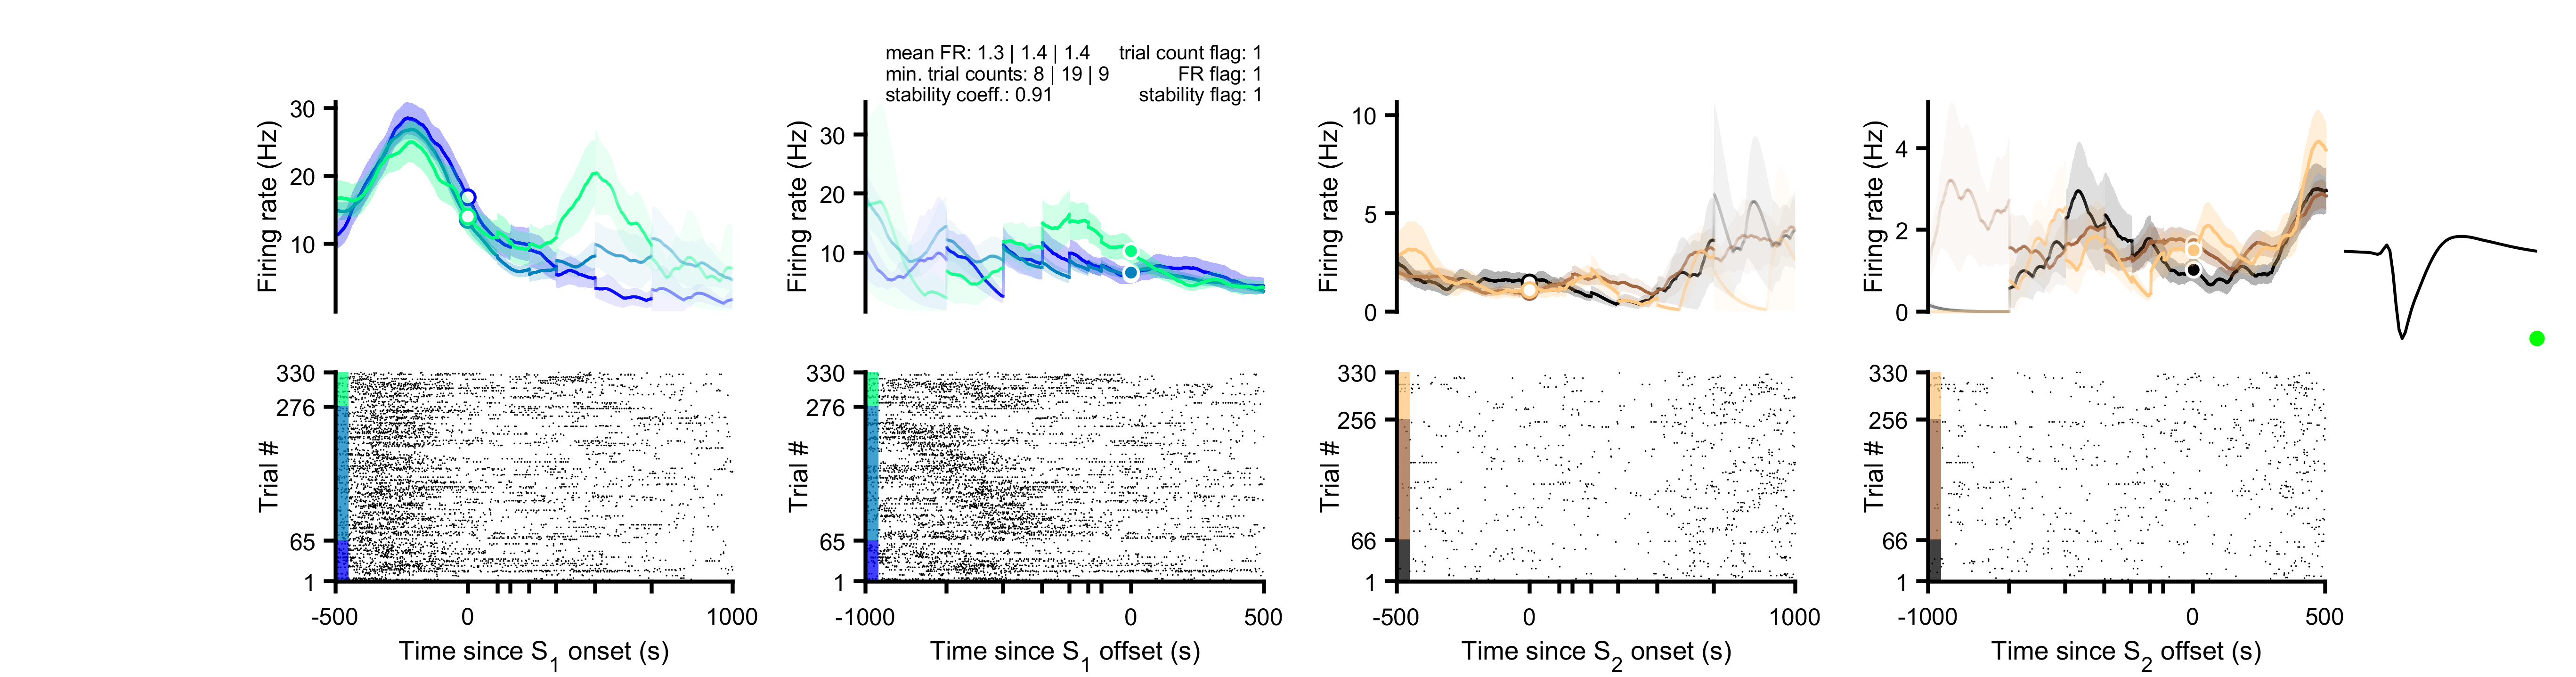 mean FR: 1.3 | 1.4 | 1.4 trial count flag: 1
min. trial counts: 8 | 19 | 9 FR flag: 1
stability coeff.: 0.91 stability flag: 1
Firing rate (Hz)
30
20
10
Firing rate (Hz)
30
20
10
Firing rate (Hz)
10
5
0
Firing rate (Hz)
4
2
0
Trial #
330
276
65
1
-500 0 1000
Time since S1 onset (s)
Trial #
330
276
65
1
-1000 0 500
Time since S1 offset (s)
Trial #
330
256
66
1
-500 0 1000
Time since S2 onset (s)
Trial #
330
256
66
1
-1000 0 500
Time since S2 offset (s)